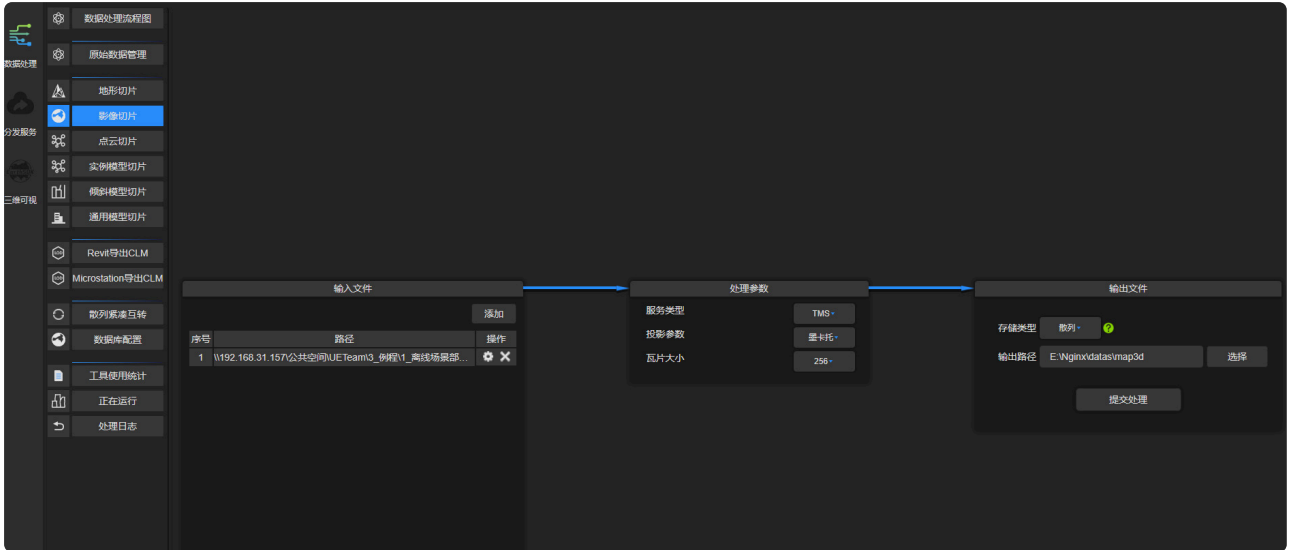 数据处理
分发服务
三维可视
数据处理流程图
原始数据管理
地形切片
影像切片
点云切片
实例模型切片
倾斜模型切片
通用模型切片
Revit导出CLM
Microstation导出CLM
散列紧凑互转
数据库配置
工具使用统计
正在运行
处理日志
输入文件
添加
序号 路径 操作
1 \\192.168.31.157\公共空间\UETeam\3_例程\1_离线场景部...
处理参数
服务类型 TMS
投影参数 墨卡托
瓦片大小 256
输出文件
存储类型 散列 ?
输出路径 E:\Nginx\datas\map3d 选择
提交处理